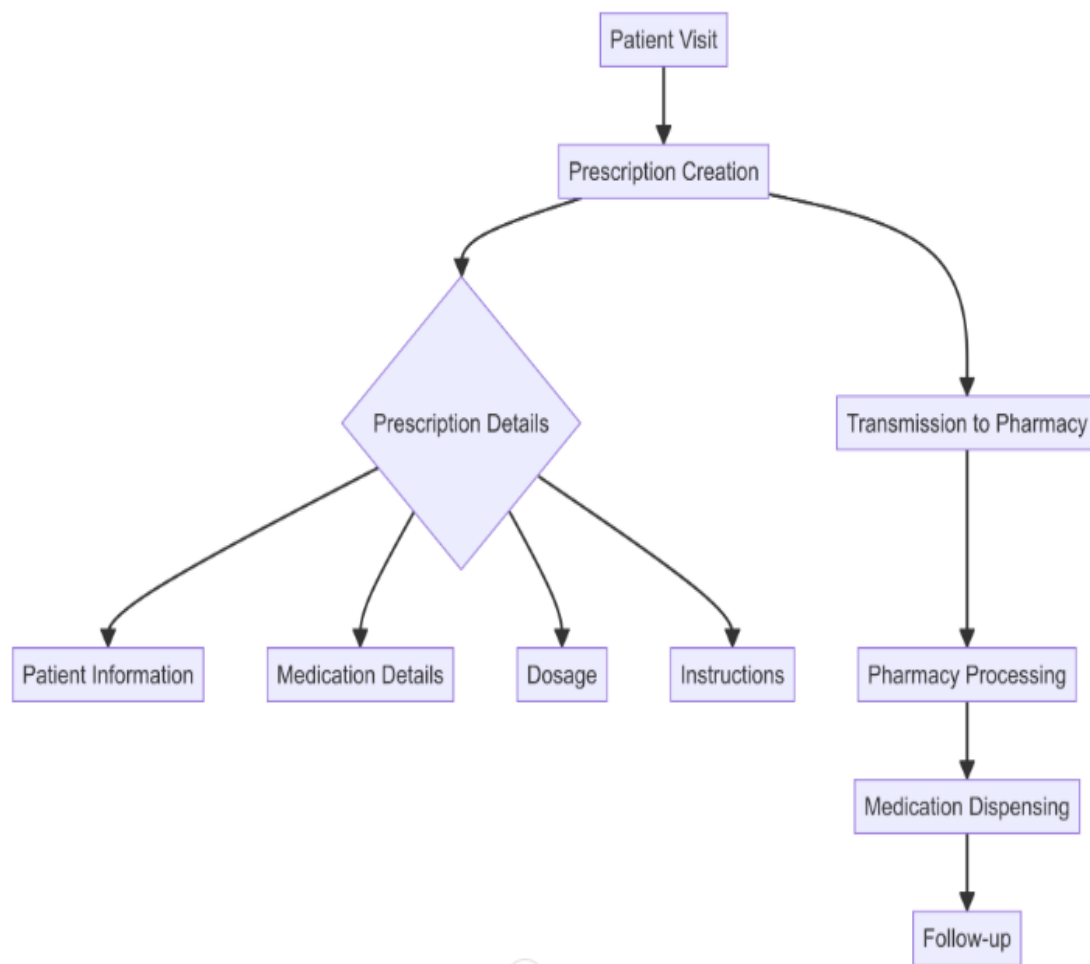 Patient Visit
Prescription Creation
Prescription Details
Transmission to Pharmacy
Patient Information
Medication Details
Dosage
Instructions
Pharmacy Processing
Medication Dispensing
Follow-up